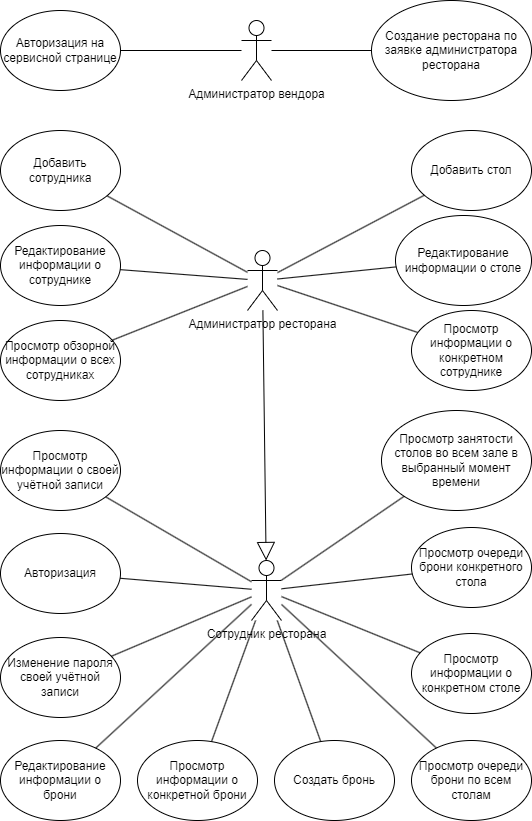 Авторизация на
сервисной странице
Создание ресторана по
заявке администратора
ресторана
Администратор вендора
Добавить
сотрудника
Добавить стол
Редактирование
информации о
сотруднике
Редактирование
информации о столе
Администратор ресторана
Просмотр обзорной
информации о всех
сотрудниках
Просмотр
информации о
конкретном
сотруднике
Просмотр
информации о своей
учётной записи
Просмотр занятости
столов во всем зале в
выбранный момент
времени
Авторизация
Просмотр очереди
брони конкретного
стола
Сотрудник ресторана
Изменение пароля
своей учётной
записи
Просмотр
информации о
конкретном столе
Редактирование
информации о
брони
Просмотр
информации о
конкретной брони
Создать бронь
Просмотр очереди
брони по всем
столам